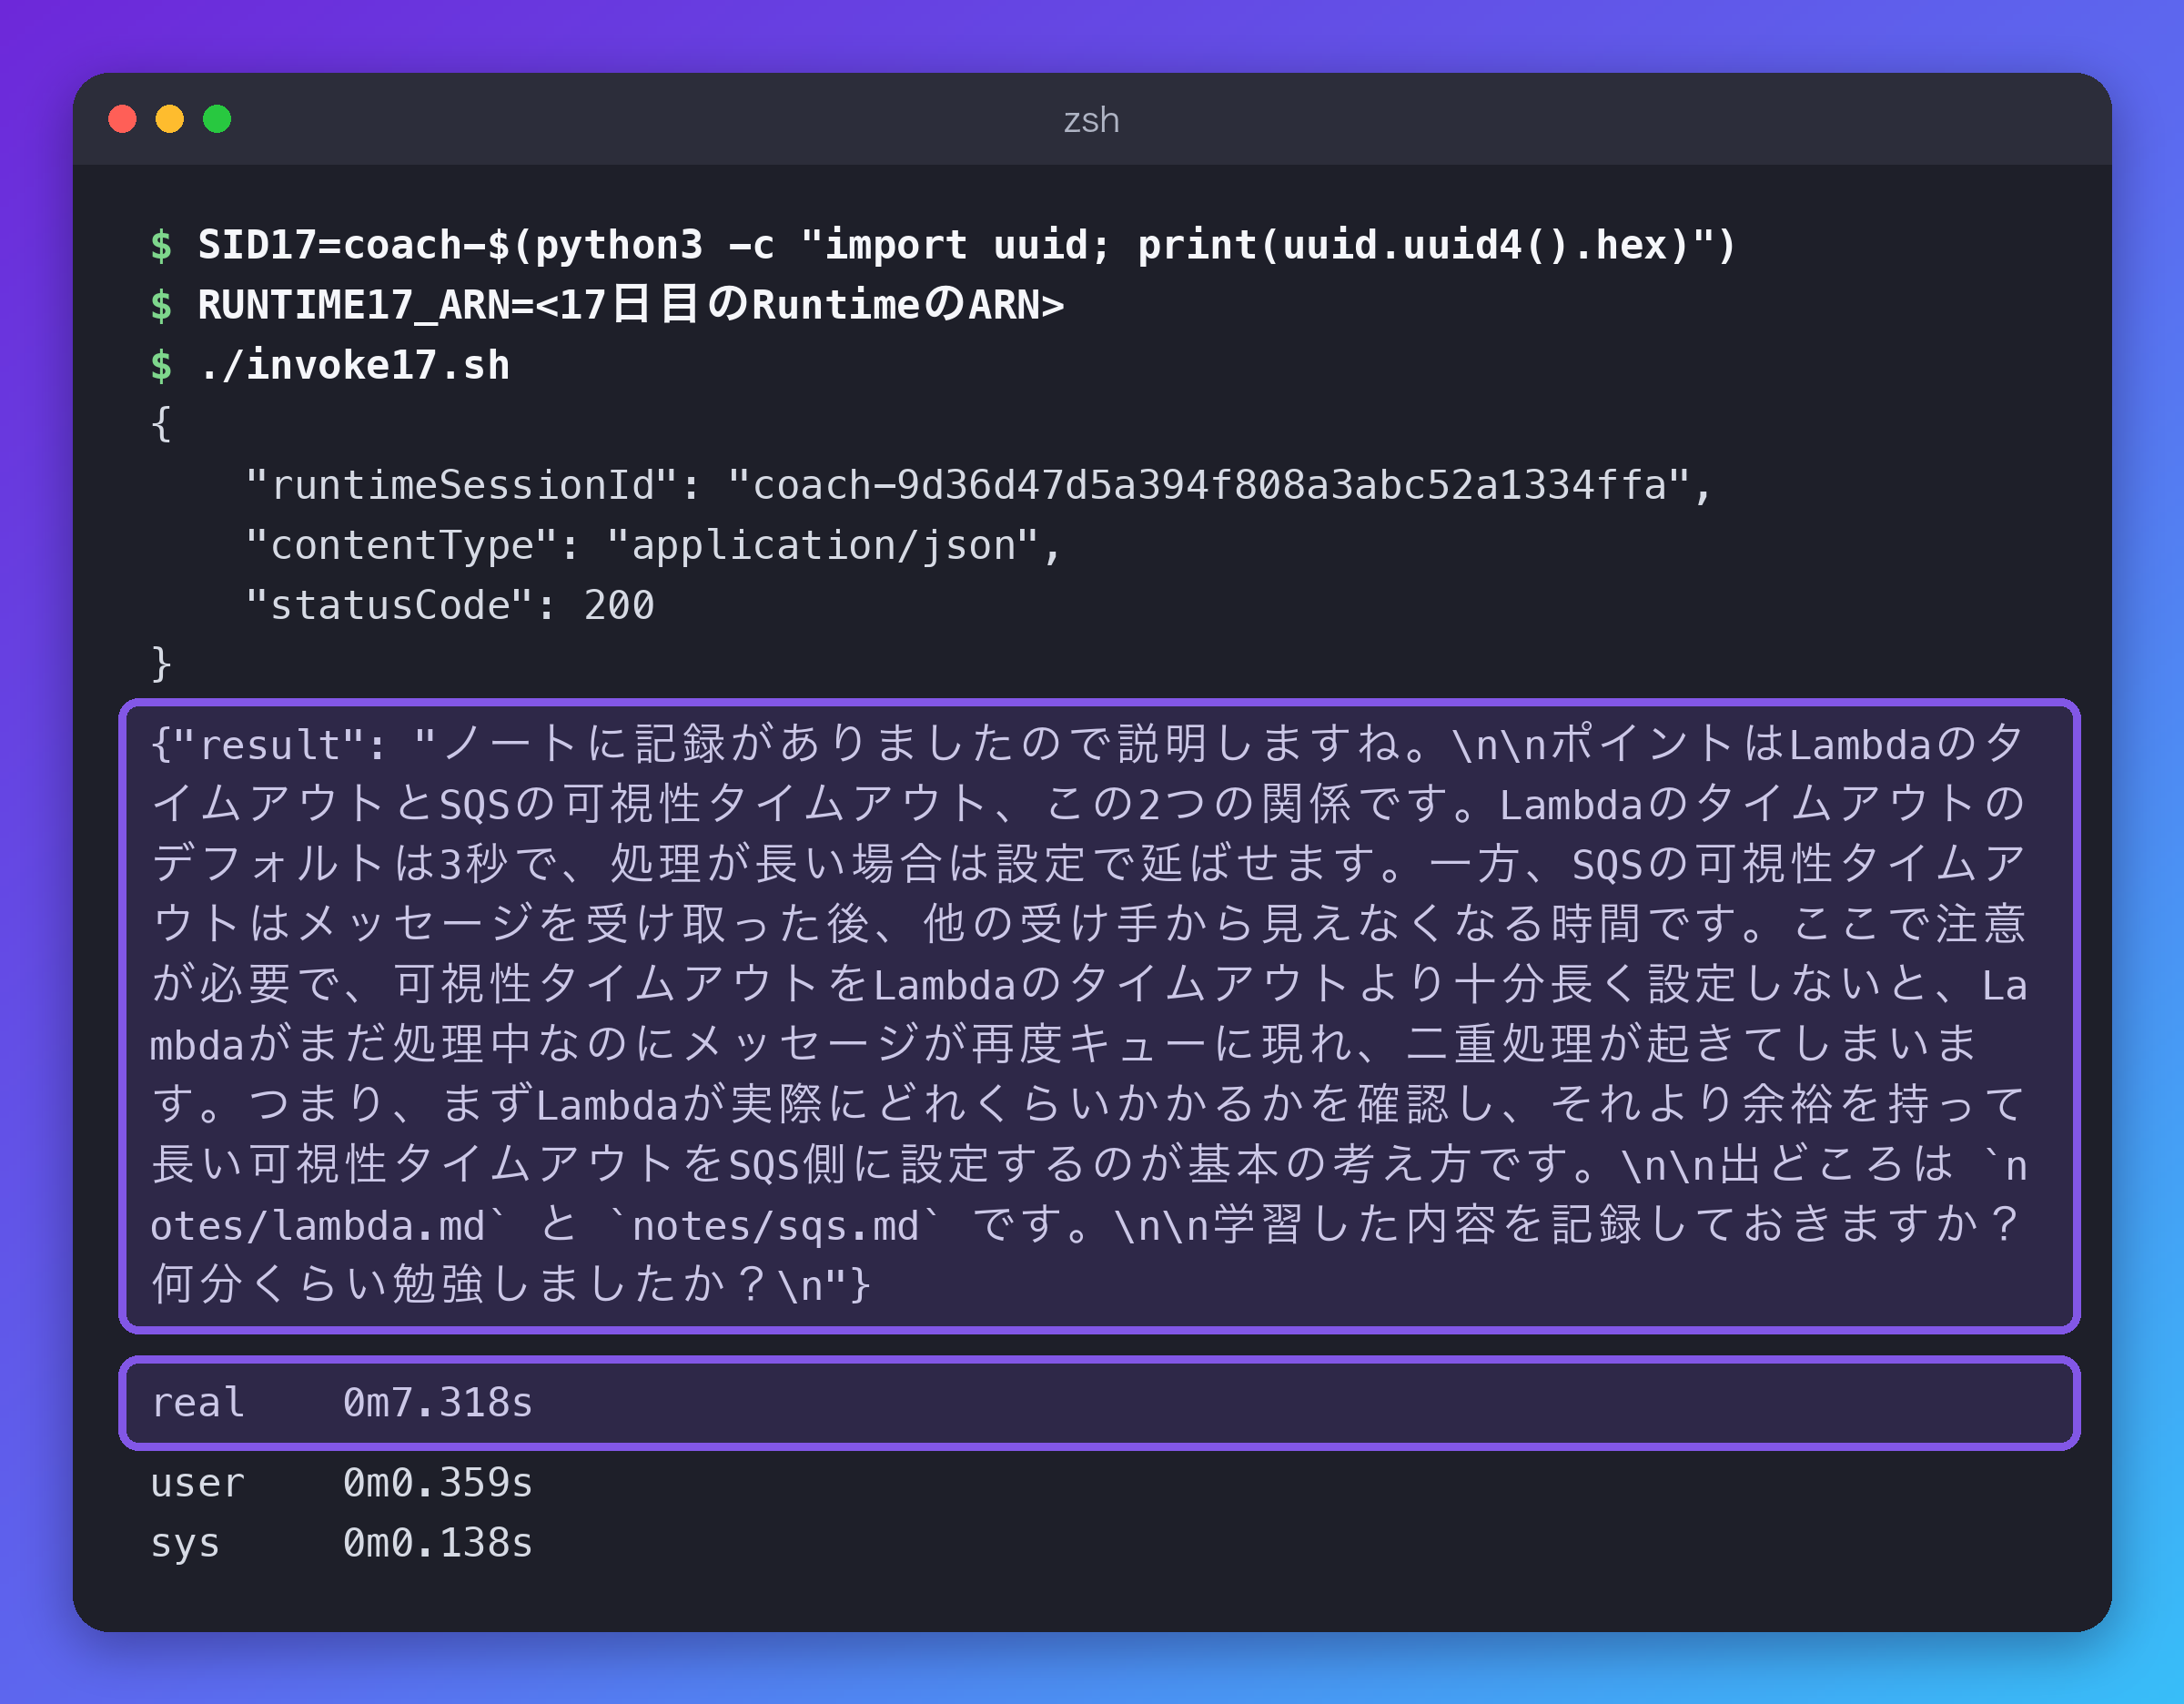 zsh
$ SID17=coach-$(python3 -c "import uuid; print(uuid.uuid4().hex)")
$ RUNTIME17_ARN=<17日目のRuntimeのARN>
$ ./invoke17.sh
{
    "runtimeSessionId": "coach-9d36d47d5a394f808a3abc52a1334ffa",
    "contentType": "application/json",
    "statusCode": 200
}
{"result": "ノートに記録がありましたので説明しますね。\n\nポイントはLambdaのタ
イムアウトとSQSの可視性タイムアウト、この2つの関係です。Lambdaのタイムアウトの
デフォルトは3秒で、処理が長い場合は設定で延ばせます。一方、SQSの可視性タイムア
ウトはメッセージを受け取った後、他の受け手から見えなくなる時間です。ここで注意
が必要で、可視性タイムアウトをLambdaのタイムアウトより十分長く設定しないと、La
mbdaがまだ処理中なのにメッセージが再度キューに現れ、二重処理が起きてしまいま
す。つまり、まずLambdaが実際にどれくらいかかるかを確認し、それより余裕を持って
長い可視性タイムアウトをSQS側に設定するのが基本の考え方です。\n\n出どころは `n
otes/lambda.md` と `notes/sqs.md` です。\n\n学習した内容を記録しておきますか？
何分くらい勉強しましたか？\n"}
real    0m7.318s
user    0m0.359s
sys     0m0.138s